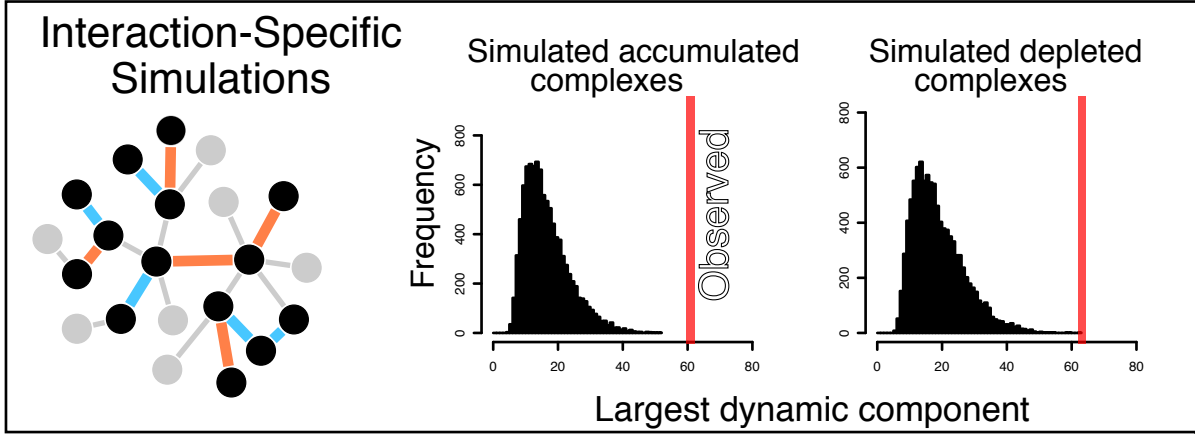 Interaction-Specific
Simulations
Simulated accumulated
complexes
Frequency
0
200
400
600
800
Observed
0 20 40 60 80
Simulated depleted
complexes
0
200
400
600
800
0 20 40 60 80
Largest dynamic component